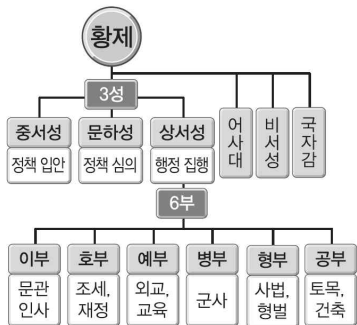 황제
3성
중서성 문하성 상서성
정책 입안 정책 심의 행정 집행
어사대
비서성
국자감
6부
이부 호부 예부 병부 형부 공부
문관 인사
조세, 재정
외교, 교육
군사
사법, 형벌
토목, 건축